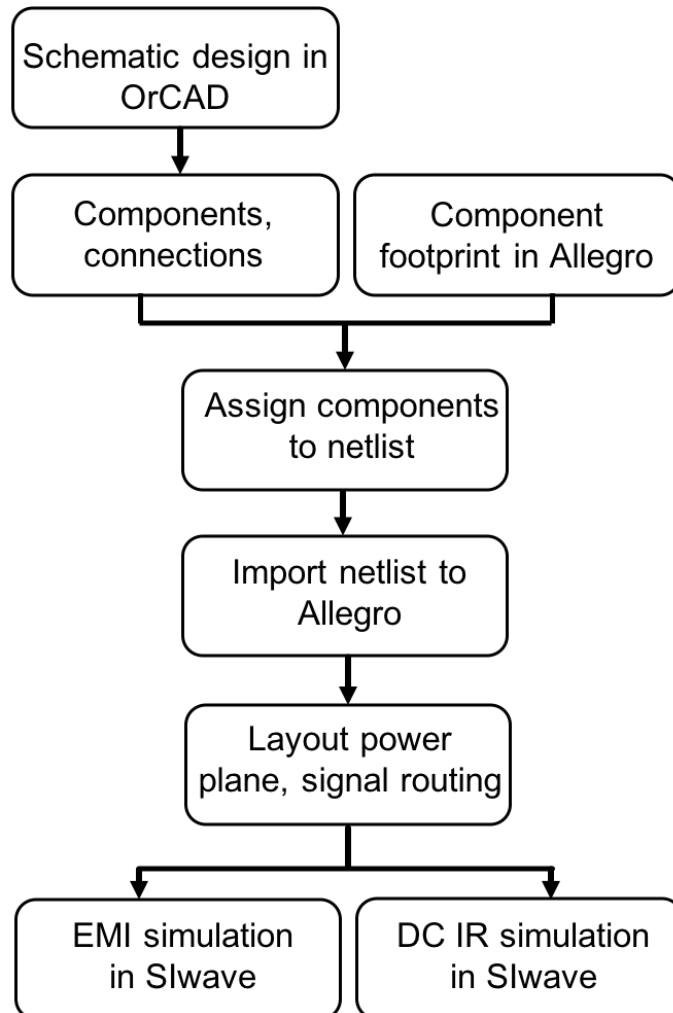 Schematic design in
OrCAD
Components,
connections
Component
footprint in Allegro
Assign components
to netlist
Import netlist to
Allegro
Layout power
plane, signal routing
EMI simulation
in SIwave
DC IR simulation
in SIwave